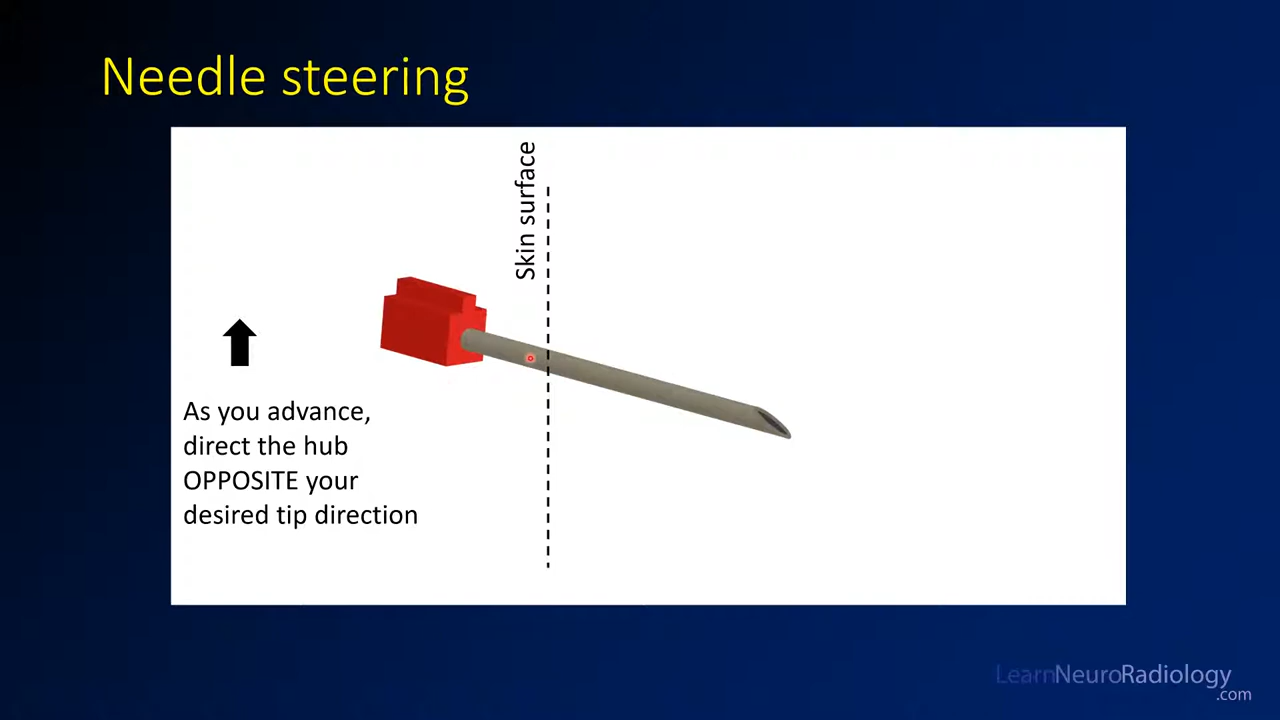 Needle steering
Skin surface
As you advance,
direct the hub
OPPOSITE your
desired tip direction
LearnNeuroRadiology
.com